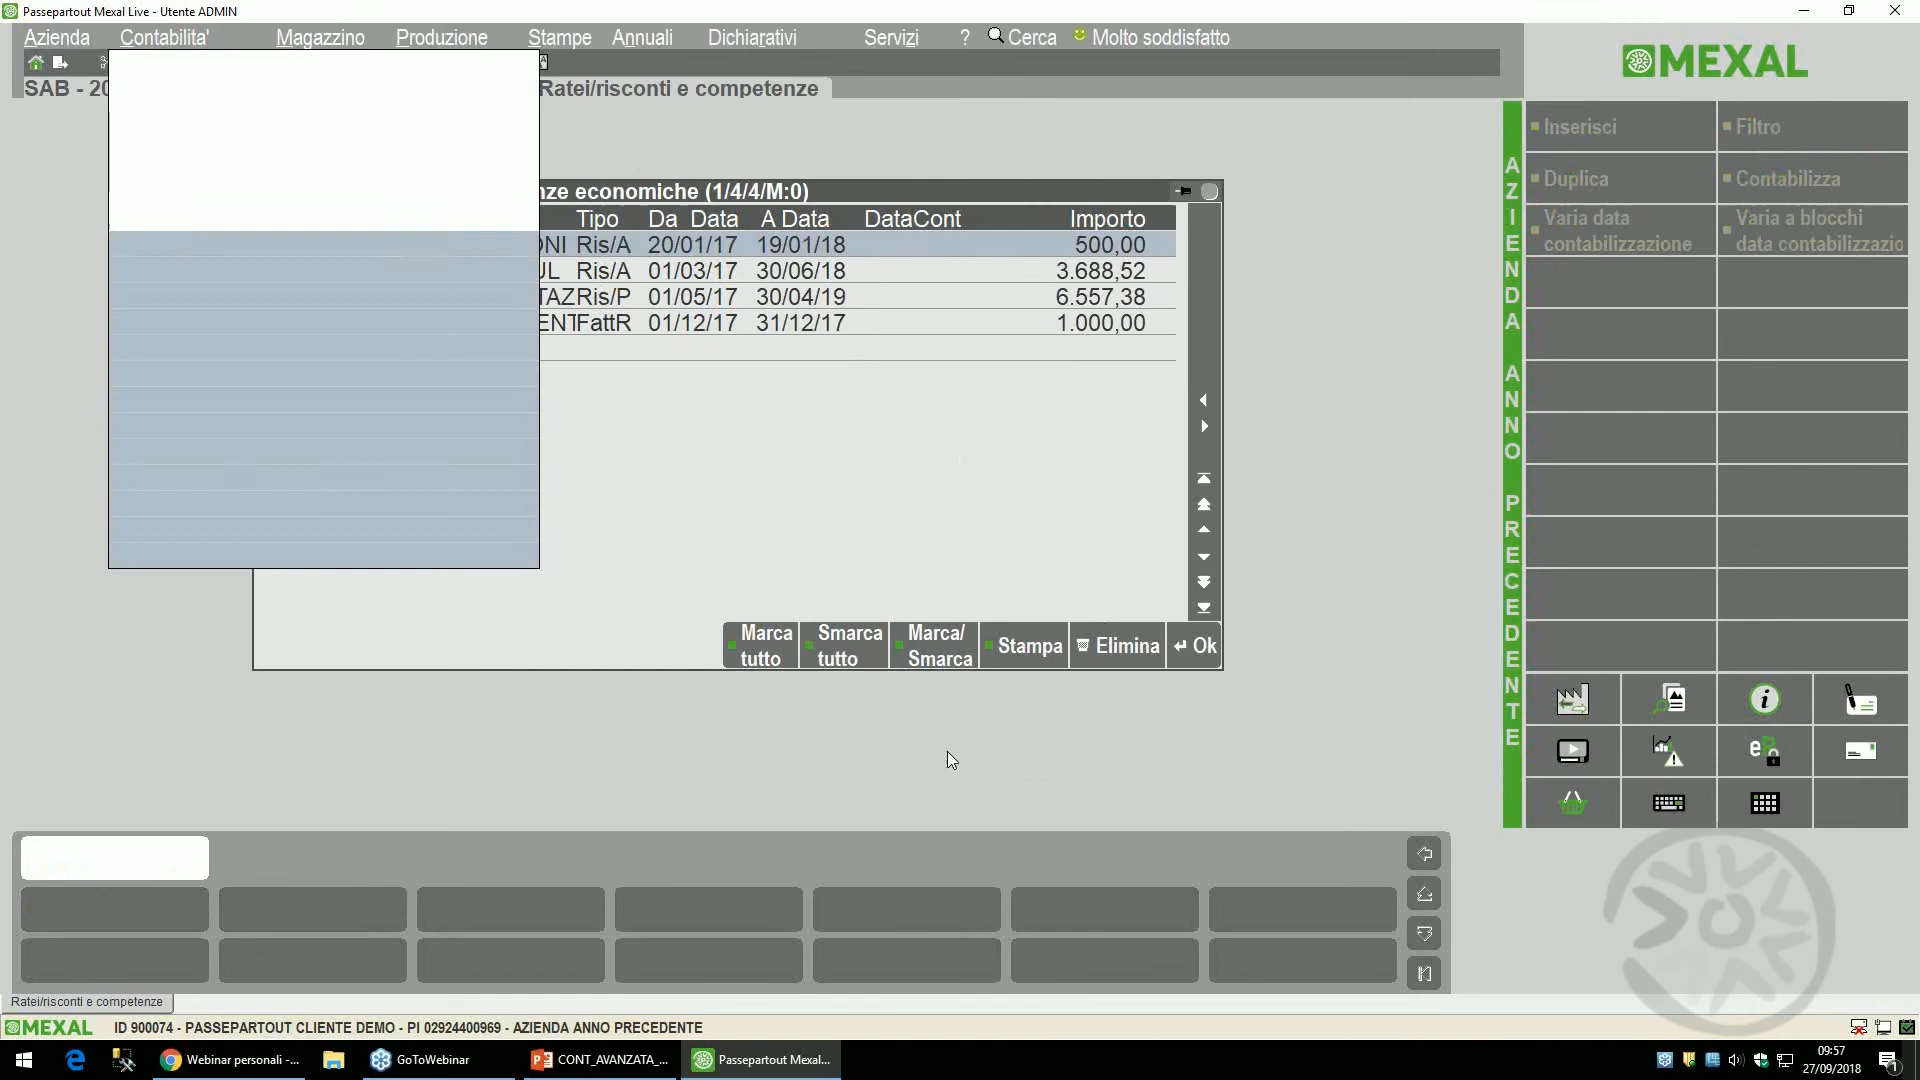 Passepartout Mexal Live - Utente ADMIN
Azienda Contabilita' Magazzino Produzione Stampe Annuali Dichiarativi Servizi ? Cerca Molto soddisfatto
SAB - 20 Ratei/risconti e competenze
MEXAL
nze economiche (1/4/4/M:0)
Tipo Da Data A Data DataCont Importo
ONI Ris/A 20/01/17 19/01/18 500,00
UL Ris/A 01/03/17 30/06/18 3.688,52
TAZRis/P 01/05/17 30/04/19 6.557,38
ENTFattR 01/12/17 31/12/17 1.000,00
Marca tutto
Smarca tutto
Marca/ Smarca
Stampa
Elimina
Ok
AZIENDA ANNO PRECEDENTE
Inserisci
Filtro
Duplica
Contabilizza
Varia data
contabilizzazione
Varia a blocchi
data contabilizzazio
Ratei/risconti e competenze
MEXAL ID 900074 - PASSEPARTOUT CLIENTE DEMO - PI 02924400969 - AZIENDA ANNO PRECEDENTE
Webinar personali -...
GoToWebinar
CONT_AVANZATA_...
Passepartout Mexal...
09:57
27/09/2018
1